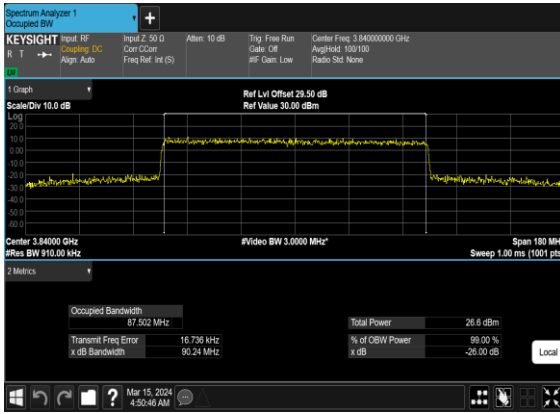 Spectrum Analyzer 1
Occupied BW
+
KEYSIGHT
R T
LW
Input: RF
Coupling: DC
Align: Auto
Input Z: 50 Ω
Corr CCorr
Freq Ref: Int (S)
Atten: 10 dB
Trig: Free Run
Gate: Off
#IF Gain: Low
Center Freq: 3.840000000 GHz
Avg|Hold: 100/100
Radio Std: None
1 Graph
Scale/Div 10.0 dB
Ref Lvl Offset 29.50 dB
Ref Value 30.00 dBm
Log
20.0
10.0
0.00
-10.0
-20.0
-30.0
-40.0
-50.0
-60.0
Center 3.84000 GHz
#Res BW 910.00 kHz
#Video BW 3.0000 MHz*
Span 180 MH
Sweep 1.00 ms (1001 pts
2 Metrics
Occupied Bandwidth
87.502 MHz
Transmit Freq Error 16.736 kHz
x dB Bandwidth 90.24 MHz
Total Power 26.6 dBm
% of OBW Power 99.00 %
x dB -26.00 dB
Local
?
Mar 15, 2024
4:50:46 AM